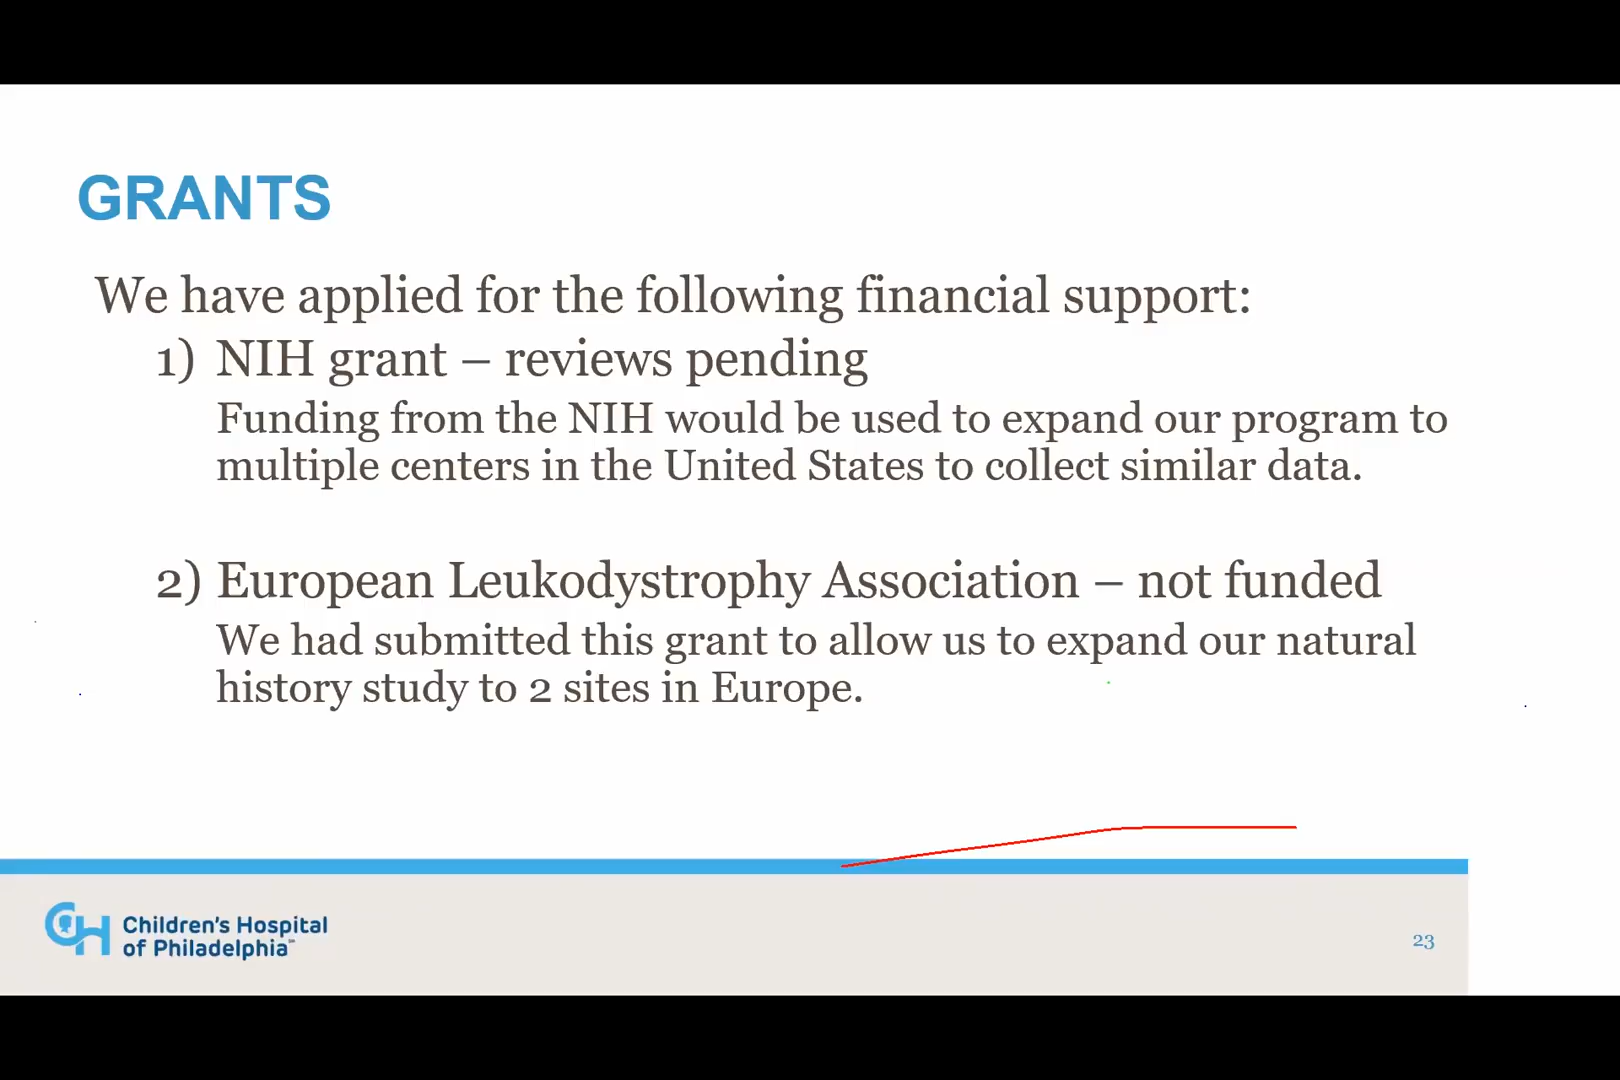 GRANTS
We have applied for the following financial support:
1) NIH grant – reviews pending
Funding from the NIH would be used to expand our program to
multiple centers in the United States to collect similar data.
2) European Leukodystrophy Association – not funded
We had submitted this grant to allow us to expand our natural
history study to 2 sites in Europe.
CH Children's Hospital
of Philadelphia℠
23